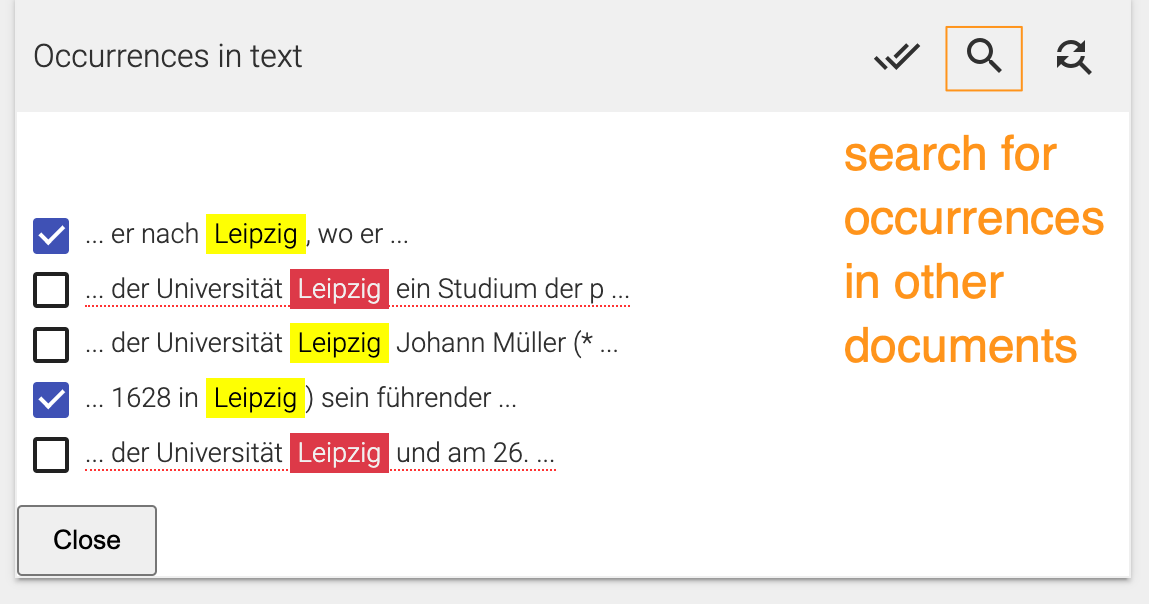 Occurrences in text
search for
occurrences
in other
documents
... er nach Leipzig, wo er ...
... der Universität Leipzig ein Studium der p ...
... der Universität Leipzig Johann Müller (* ...
... 1628 in Leipzig) sein führender ...
... der Universität Leipzig und am 26. ...
Close